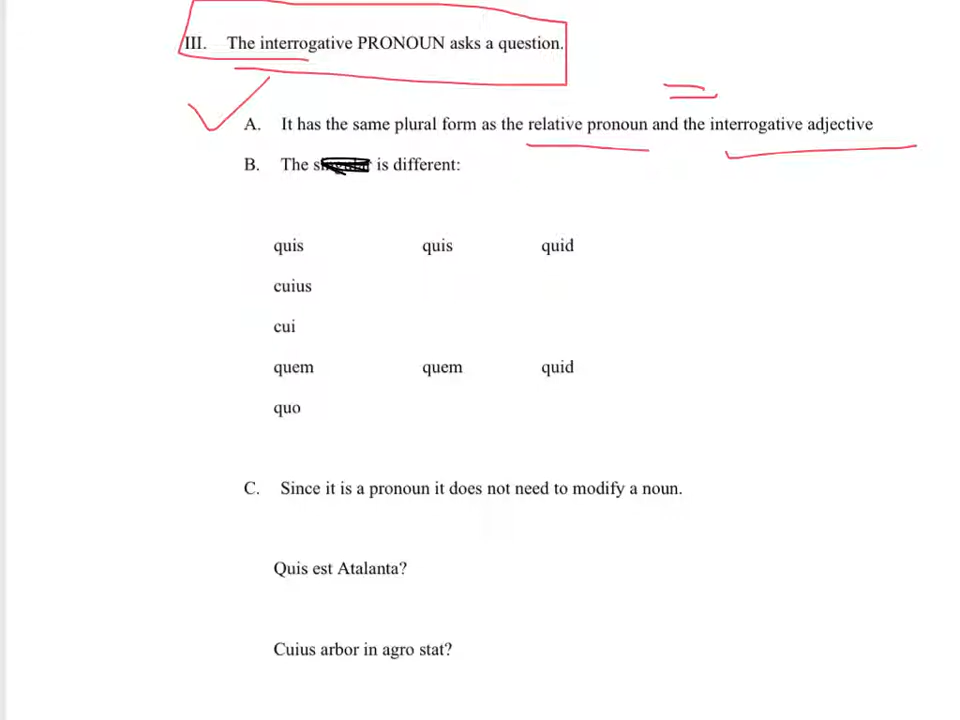 III. The interrogative PRONOUN asks a question.
A. It has the same plural form as the relative pronoun and the interrogative adjective
B. The is different:
quis quis quid
cuius
cui
quem quem quid
quo
C. Since it is a pronoun it does not need to modify a noun.
Quis est Atalanta?
Cuius arbor in agro stat?